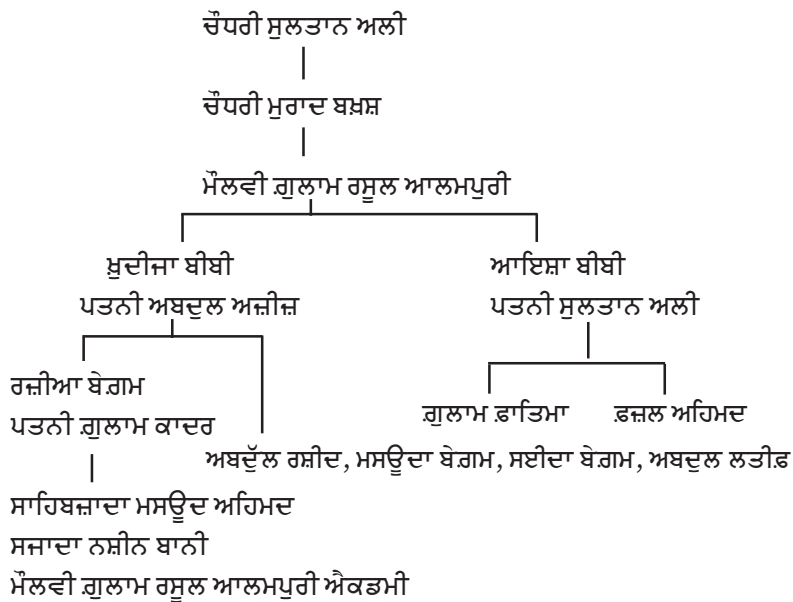 ਚੌਧਰੀ ਸੁਲਤਾਨ ਅਲੀ
ਚੌਧਰੀ ਮੁਰਾਦ ਬਖ਼ਸ਼
ਮੌਲਵੀ ਗ਼ੁਲਾਮ ਰਸੂਲ ਆਲਮਪੁਰੀ
ਖ਼ੁਦੀਜਾ ਬੀਬੀ
ਪਤਨੀ ਅਬਦੁਲ ਅਜ਼ੀਜ਼
ਆਇਸ਼ਾ ਬੀਬੀ
ਪਤਨੀ ਸੁਲਤਾਨ ਅਲੀ
ਰਜ਼ੀਆ ਬੇਗ਼ਮ
ਪਤਨੀ ਗ਼ੁਲਾਮ ਕਾਦਰ
ਗ਼ੁਲਾਮ ਫ਼ਾਤਿਮਾ
ਫ਼ਜ਼ਲ ਅਹਿਮਦ
ਅਬਦੁੱਲ ਰਸ਼ੀਦ, ਮਸਊਦਾ ਬੇਗ਼ਮ, ਸਈਦਾ ਬੇਗ਼ਮ, ਅਬਦੁਲ ਲਤੀਫ਼
ਸਾਹਿਬਜ਼ਾਦਾ ਮਸਊਦ ਅਹਿਮਦ
ਸਜਾਦਾ ਨਸ਼ੀਨ ਬਾਨੀ
ਮੌਲਵੀ ਗ਼ੁਲਾਮ ਰਸੂਲ ਆਲਮਪੁਰੀ ਐਕਡਮੀ